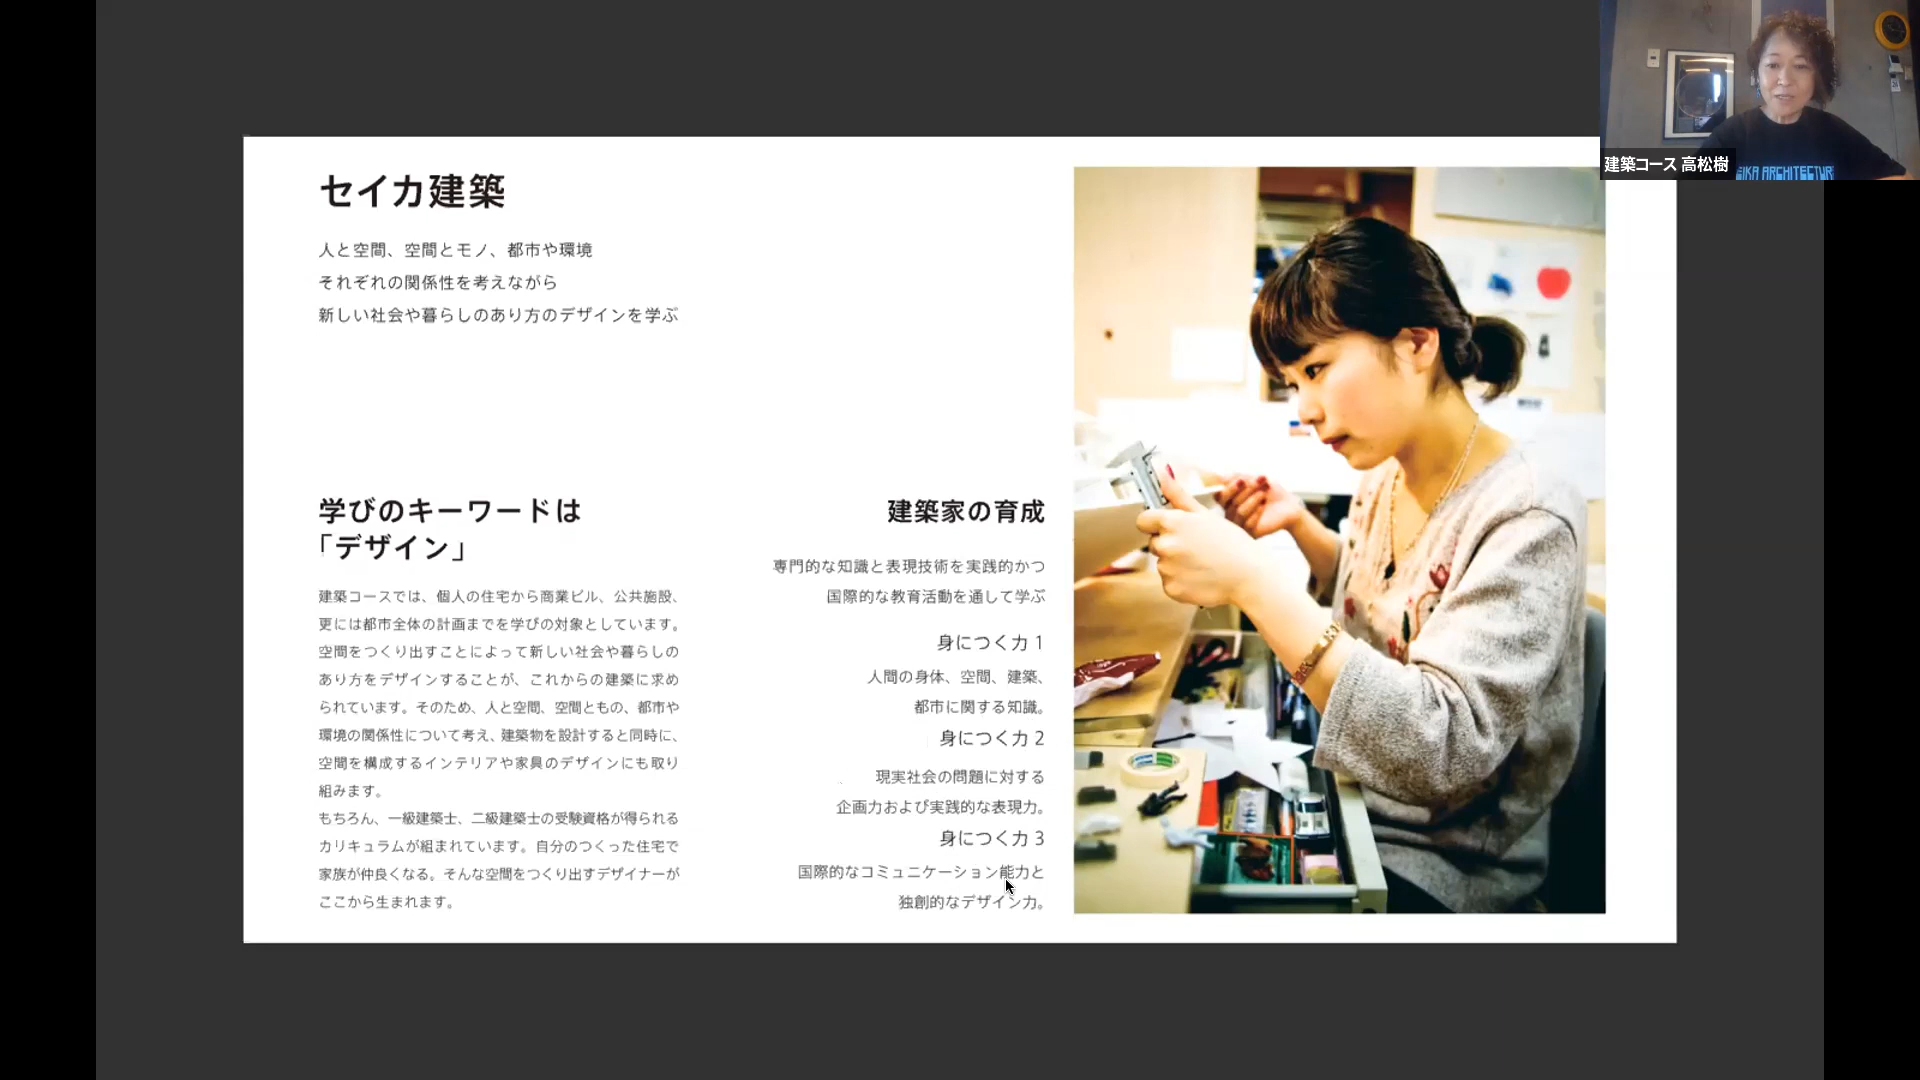 セイカ建築
人と空間、空間とモノ、都市や環境
それぞれの関係性を考えながら
新しい社会や暮らしのあり方のデザインを学ぶ
学びのキーワードは
「デザイン」
建築コースでは、個人の住宅から商業ビル、公共施設、
更には都市全体の計画までを学びの対象としています。
空間をつくり出すことによって新しい社会や暮らしの
あり方をデザインすることが、これからの建築に求め
られています。そのため、人と空間、空間ともの、都市や
環境の関係性について考え、建築物を設計すると同時に、
空間を構成するインテリアや家具のデザインにも取り
組みます。
もちろん、一級建築士、二級建築士の受験資格が得られる
カリキュラムが組まれています。自分のつくった住宅で
家族が仲良くなる。そんな空間をつくり出すデザイナーが
ここから生まれます。
建築家の育成
専門的な知識と表現技術を実践的かつ
国際的な教育活動を通して学ぶ
身につく力 1
人間の身体、空間、建築、
都市に関する知識。
身につく力 2
現実社会の問題に対する
企画力および実践的な表現力。
身につく力 3
国際的なコミュニケーション能力と
独創的なデザイン力。
建築コース 高松樹
EIKA ARCHITECTUR